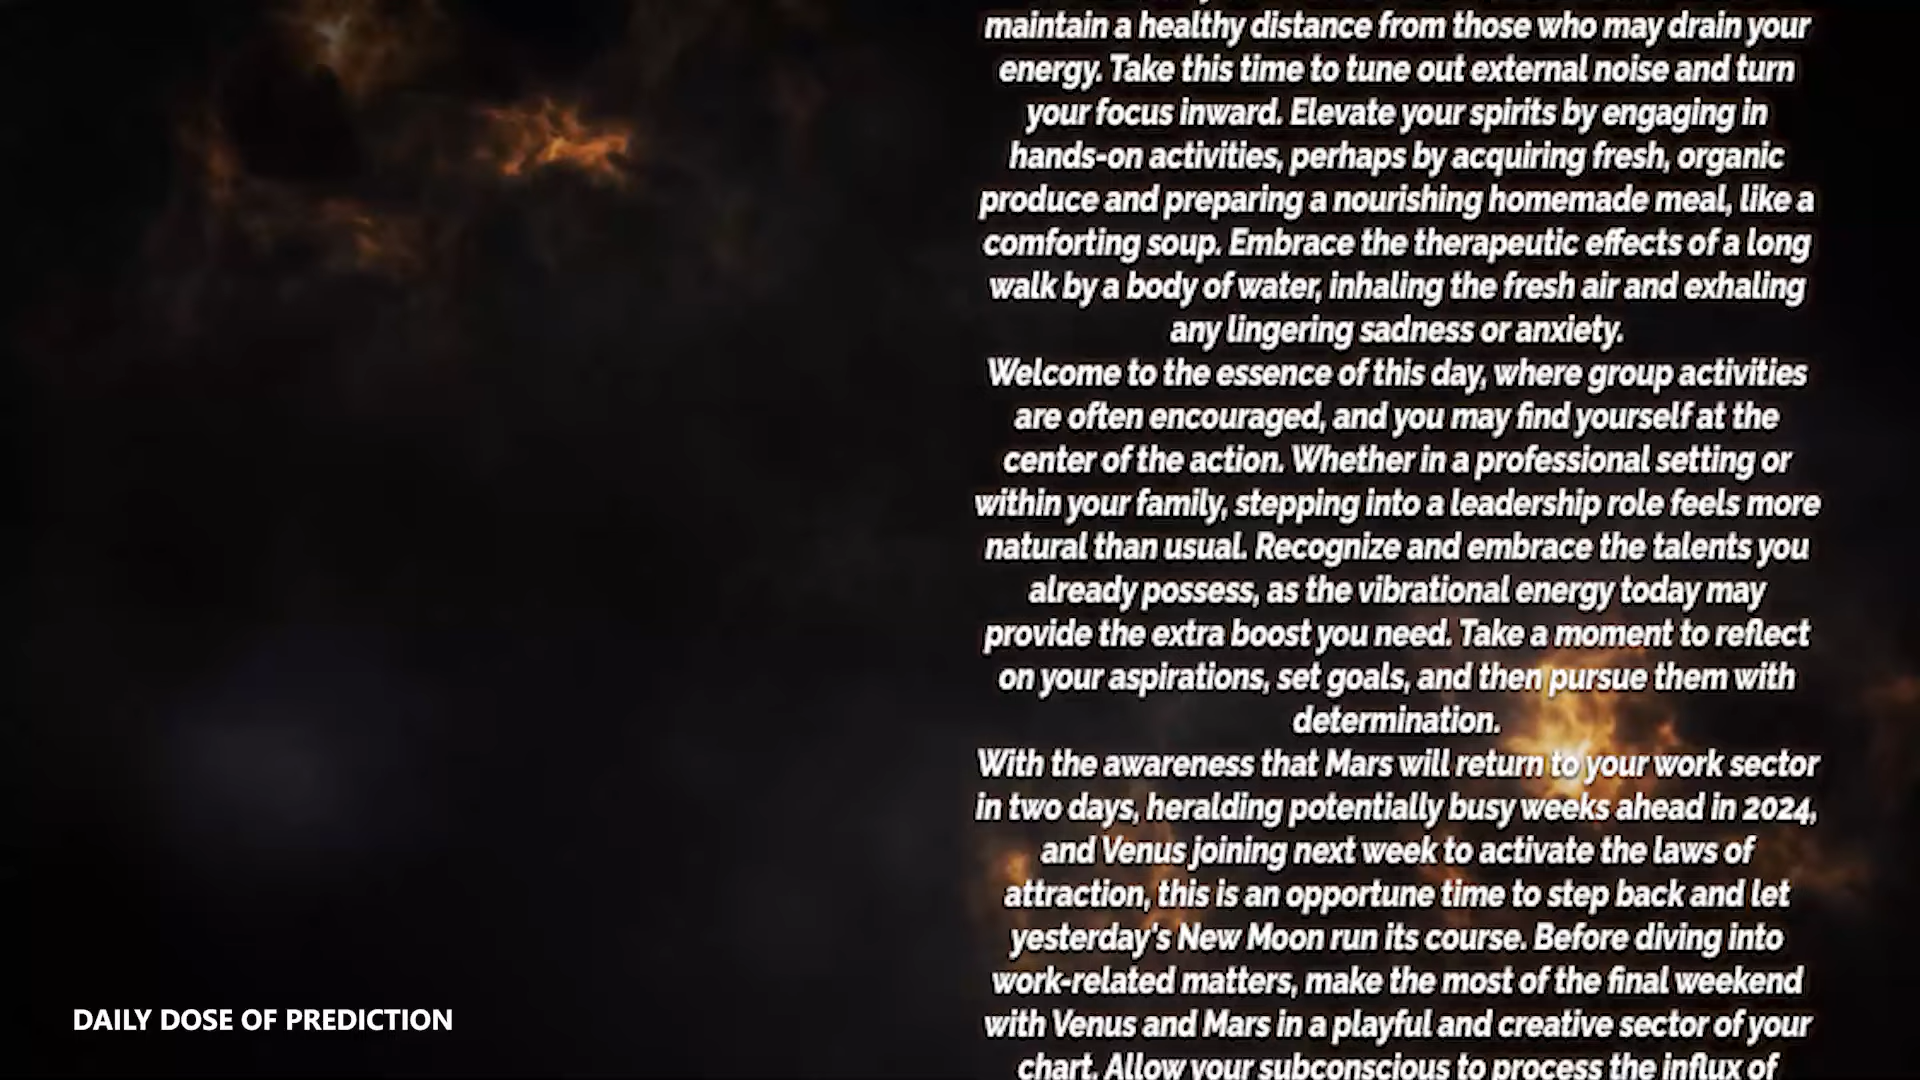 maintain a healthy distance from those who may drain your
energy. Take this time to tune out external noise and turn
your focus inward. Elevate your spirits by engaging in
hands-on activities, perhaps by acquiring fresh, organic
produce and preparing a nourishing homemade meal, like a
comforting soup. Embrace the therapeutic effects of a long
walk by a body of water, inhaling the fresh air and exhaling
any lingering sadness or anxiety.
Welcome to the essence of this day, where group activities
are often encouraged, and you may find yourself at the
center of the action. Whether in a professional setting or
within your family, stepping into a leadership role feels more
natural than usual. Recognize and embrace the talents you
already possess, as the vibrational energy today may
provide the extra boost you need. Take a moment to reflect
on your aspirations, set goals, and then pursue them with
determination.
With the awareness that Mars will return to your work sector
in two days, heralding potentially busy weeks ahead in 2024,
and Venus joining next week to activate the laws of
attraction, this is an opportune time to step back and let
yesterday's New Moon run its course. Before diving into
work-related matters, make the most of the final weekend
with Venus and Mars in a playful and creative sector of your
chart. Allow your subconscious to process the influx of
DAILY DOSE OF PREDICTION